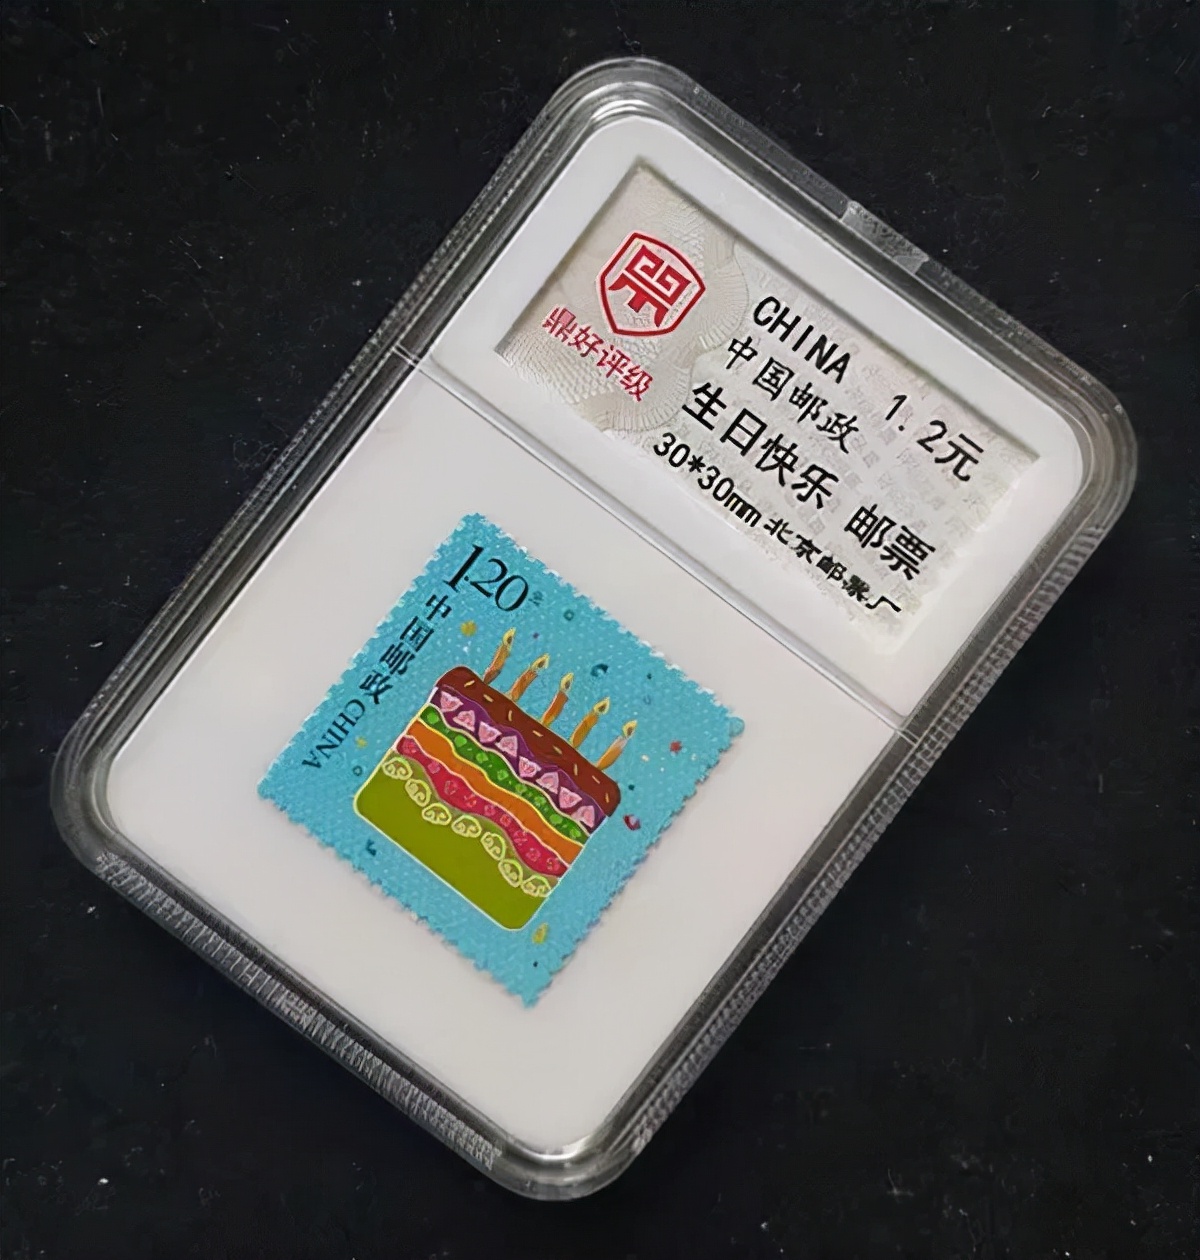 鼎好评级
CHINA
中国邮政 1.2元
生日快乐 邮票
30*30mm 北京邮票厂
1.20元
中国邮政 CHINA